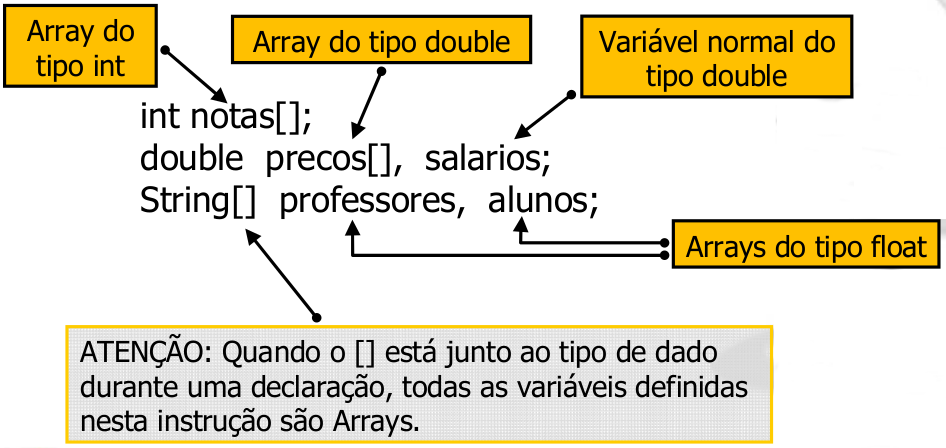 Array do
tipo int
Array do tipo double
Variável normal do
tipo double
int notas[];
double precos[], salarios;
String[] professores, alunos;
Arrays do tipo float
ATENÇÃO: Quando o [] está junto ao tipo de dado
durante uma declaração, todas as variáveis definidas
nesta instrução são Arrays.